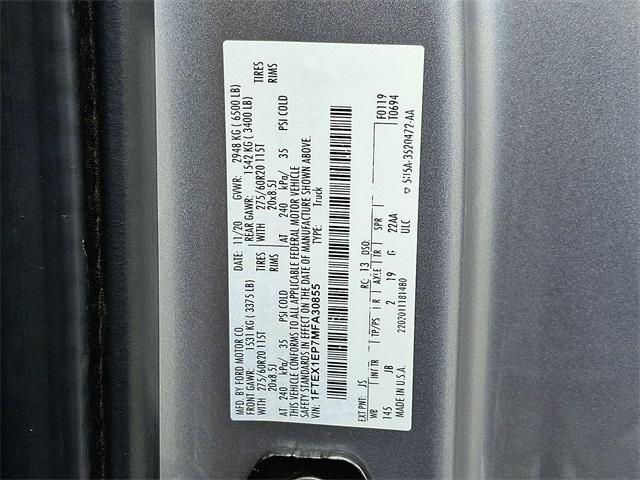 MFD. BY FORD MOTOR CO.
DATE: 11/20 GVWR: 2948 KG ( 6500 LB)
FRONT GAWR: 1531 KG ( 3375 LB) REAR GAWR: 1542 KG ( 3400 LB)
WITH 275/60R20 115T TIRES WITH 275/60R20 115T TIRES
20x8.5J RIMS 20x8.5J RIMS
AT 240 kPa/ 35 PSI COLD AT 240 kPa/ 35 PSI COLD
THIS VEHICLE CONFORMS TO ALL APPLICABLE FEDERAL MOTOR VEHICLE
SAFETY STANDARDS IN EFFECT ON THE DATE OF MANUFACTURE SHOWN ABOVE.
VIN: 1FTEX1EP7MFA30855 TYPE: Truck
F0119
T0694
EXT PNT: JS RC: 13 DSO:
WB INT TR TP/PS R AXLE TR SPR
145 JB 2 19 G 22AA
ULC
MADE IN U.S.A. 2202011181480